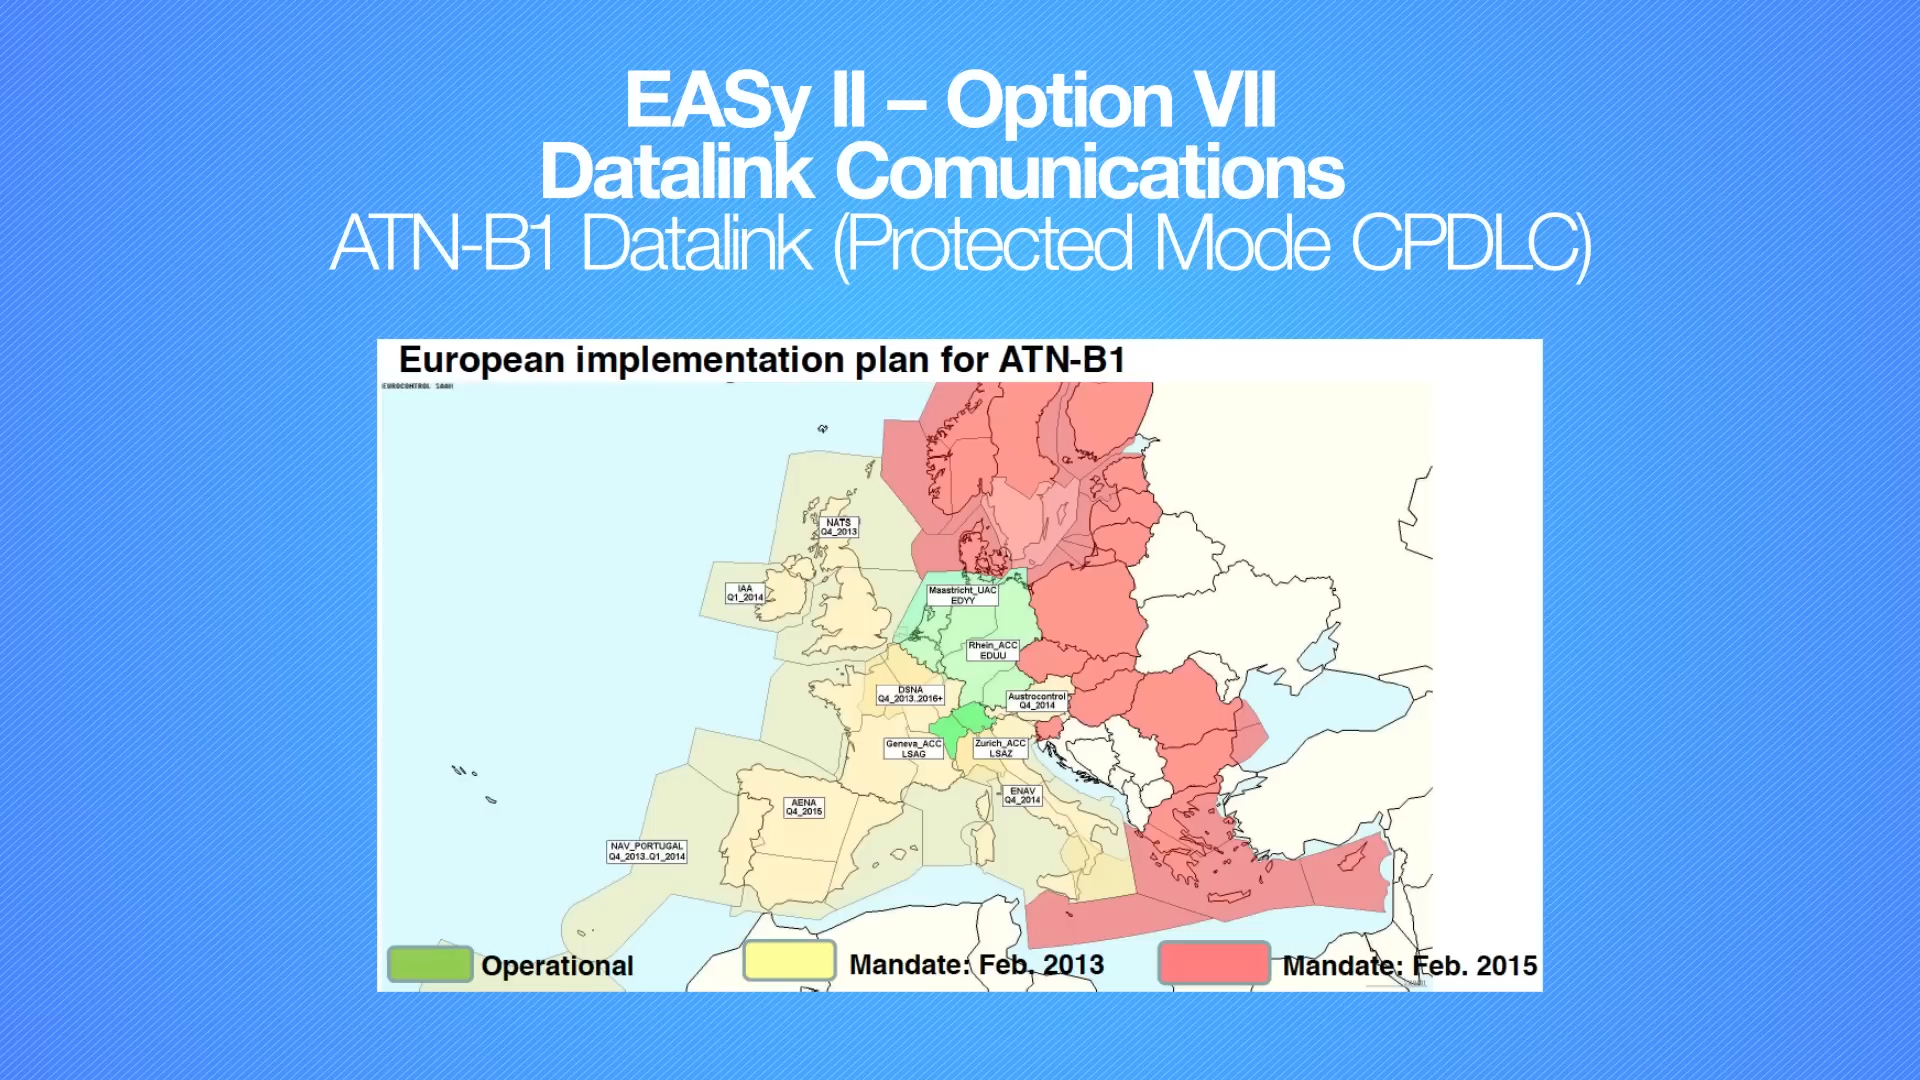 EASy II – Option VII
Datalink Comunications
ATN-B1 Datalink (Protected Mode CPDLC)
European implementation plan for ATN-B1
EUROCONTROL
NATS
Q4_2013
IAA
Q1_2014
Maastricht_UAC
EDYY
Rhein_ACC
EDUU
DSNA
Q4_2013..2016+
Austrocontrol
Q4_2014
Geneva_ACC
LSAG
Zurich_ACC
LSAZ
ENAV
Q4_2014
AENA
Q4_2015
NAV_PORTUGAL
Q4_2013..Q1_2014
Operational
Mandate: Feb. 2013
Mandate: Feb. 2015